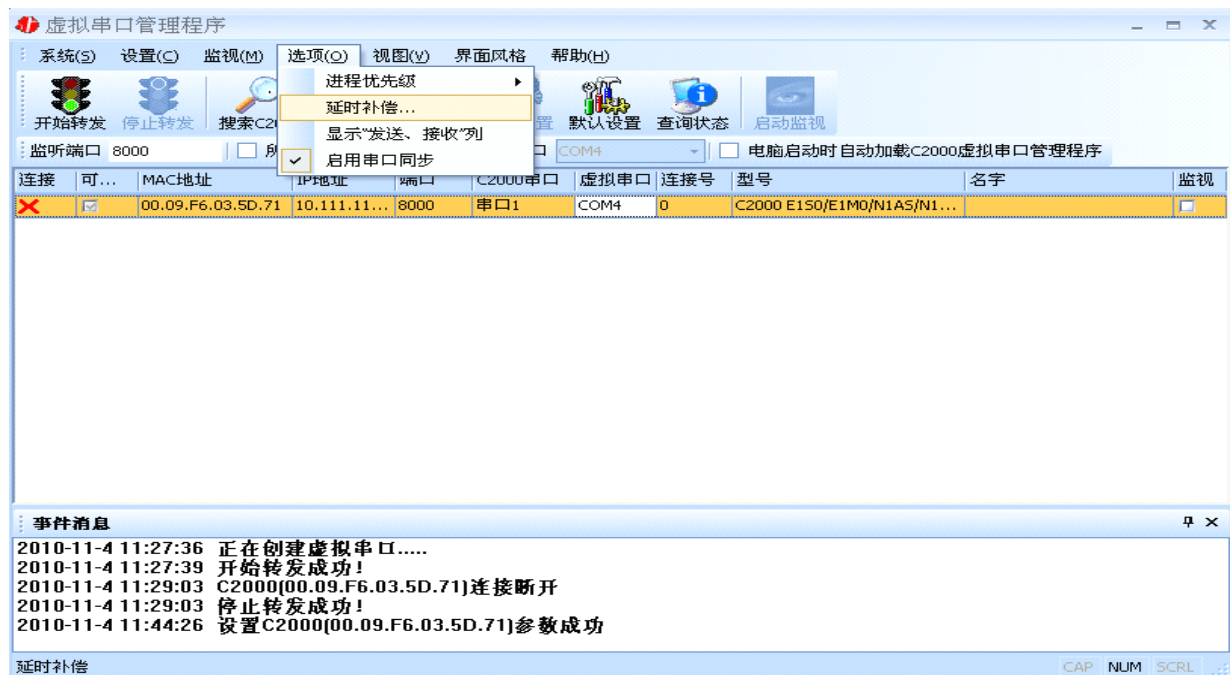 虚拟串口管理程序
系统(S) 设置(C) 监视(M) 选项(O) 视图(V) 界面风格 帮助(H)
进程优先级
延时补偿...
显示“发送、接收”列
启用串口同步
开始转发 停止转发 搜索C20 置 默认设置 查询状态 启动监视
监听端口 8000 COM4 电脑启动时自动加载C2000虚拟串口管理程序
连接 可... MAC地址 IP地址 端口 C2000串口 虚拟串口 连接号 型号 名字 监视
00.09.F6.03.5D.71 10.111.11... 8000 串口1 COM4 0 C2000 E1S0/E1M0/N1AS/N1...
事件消息
2010-11-4 11:27:36 正在创建虚拟串口.....
2010-11-4 11:27:39 开始转发成功!
2010-11-4 11:29:03 C2000(00.09.F6.03.5D.71)连接断开
2010-11-4 11:29:03 停止转发成功!
2010-11-4 11:44:26 设置C2000(00.09.F6.03.5D.71)参数成功
延时补偿 CAP NUM SCRL